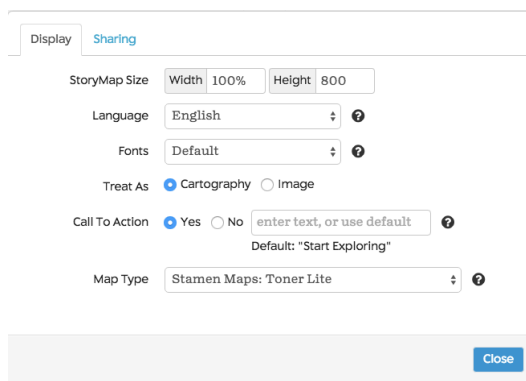 Display Sharing
StoryMap Size Width 100% Height 800
Language English ?
Fonts Default ?
Treat As Cartography Image
Call To Action Yes No enter text, or use default ?
Default: "Start Exploring"
Map Type Stamen Maps: Toner Lite ?
Close